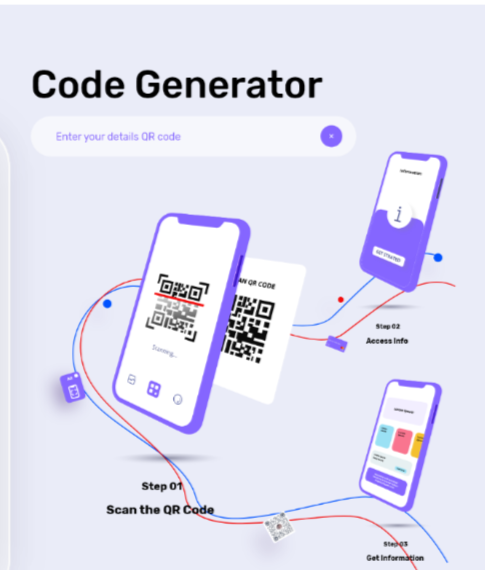 Code Generator
Enter your details QR code
Information
i
GET STARTED
AN QR CODE
Scanning...
Step 02
Access Info
Step 01
Scan the QR Code
Step 03
Get Information